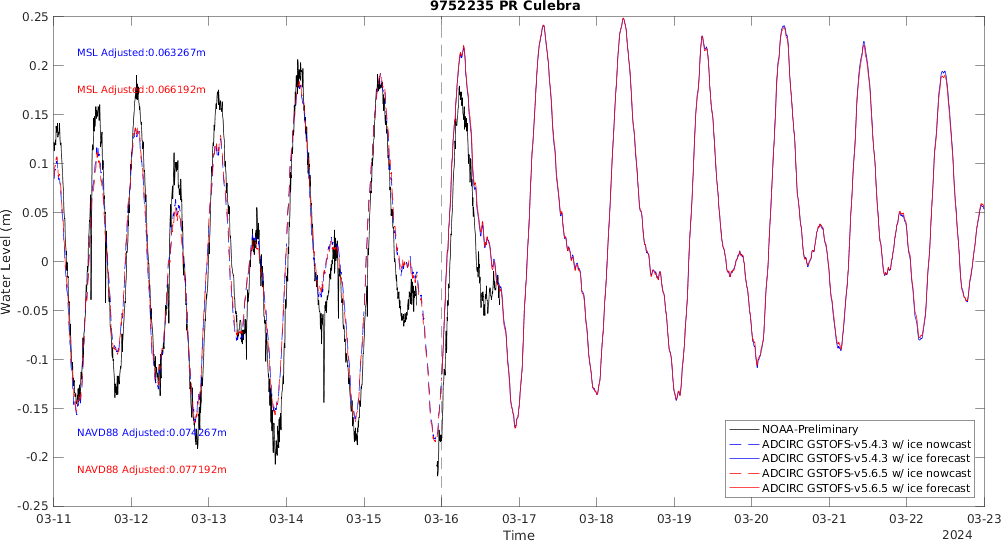 9752235 PR Culebra
0.25
0.2
0.15
0.1
0.05
0
-0.05
-0.1
-0.15
-0.2
-0.25
Water Level (m)
MSL Adjusted:0.063267m
MSL Adjusted:0.066192m
NAVD88 Adjusted:0.074267m
NAVD88 Adjusted:0.077192m
NOAA-Preliminary
ADCIRC GSTOFS-v5.4.3 w/ ice nowcast
ADCIRC GSTOFS-v5.4.3 w/ ice forecast
ADCIRC GSTOFS-v5.6.5 w/ ice nowcast
ADCIRC GSTOFS-v5.6.5 w/ ice forecast
03-11 03-12 03-13 03-14 03-15 03-16 03-17 03-18 03-19 03-20 03-21 03-22 03-23
Time
2024